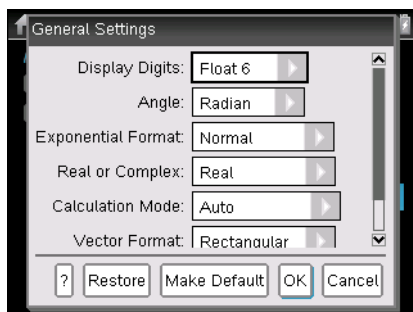 General Settings
Display Digits: Float 6
Angle: Radian
Exponential Format: Normal
Real or Complex: Real
Calculation Mode: Auto
Vector Format: Rectangular
? Restore Make Default OK Cancel